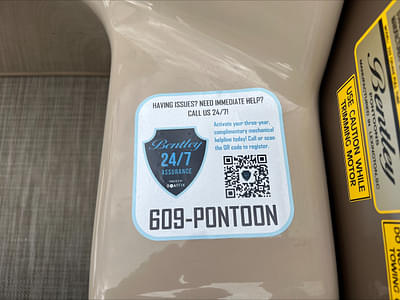 HAVING ISSUES? NEED IMMEDIATE HELP?
CALL US 24/7!
Activate your three-year,
complimentary mechanical
helpline today! Call or scan
the QR code to register.
Bentley
24/7
ASSURANCE
609-PONTOON
Bentley
USE CAUTION WHILE
TRIMMING MOTOR
TOWING